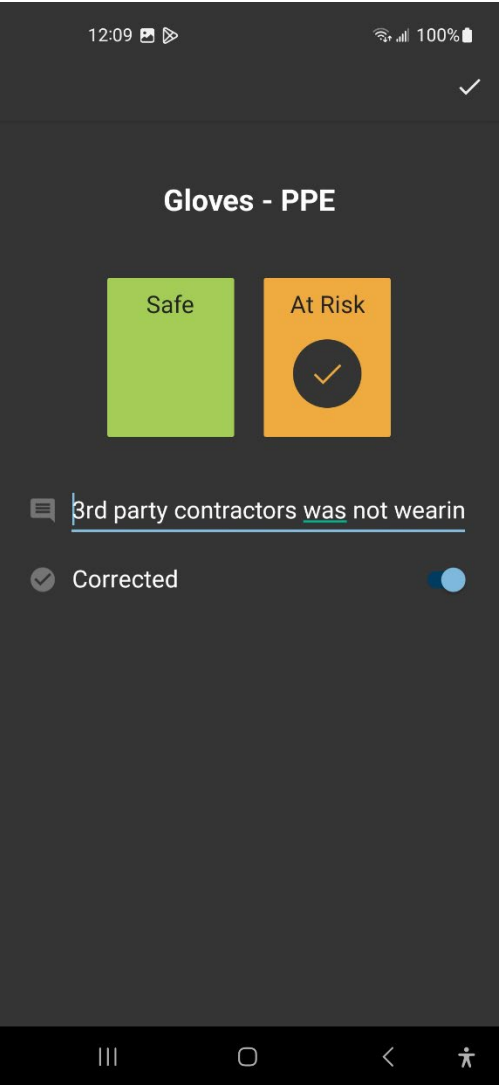 12:09 100%
Gloves - PPE
Safe At Risk
3rd party contractors was not wearin
Corrected